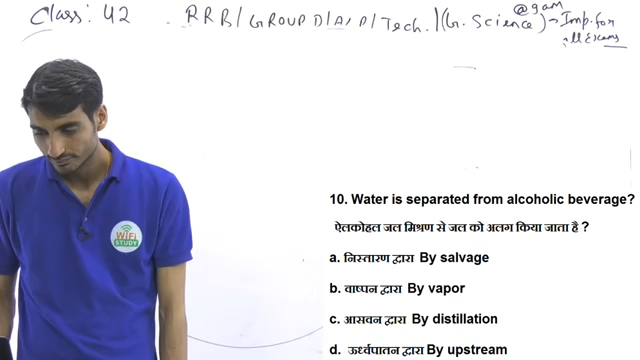 Class: 42 RRB/GROUP D/A/P/Tech./(G. Science) @9am → Imp. for
all Exams
WiFi
STUDY
10. Water is separated from alcoholic beverage?
ऐलकोहल जल मिश्रण से जल को अलग किया जाता है ?
a. निस्तारण द्वारा By salvage
b. वाष्पन द्वारा By vapor
c. आसवन द्वारा By distillation
d. ऊर्ध्वपातन द्वारा By upstream